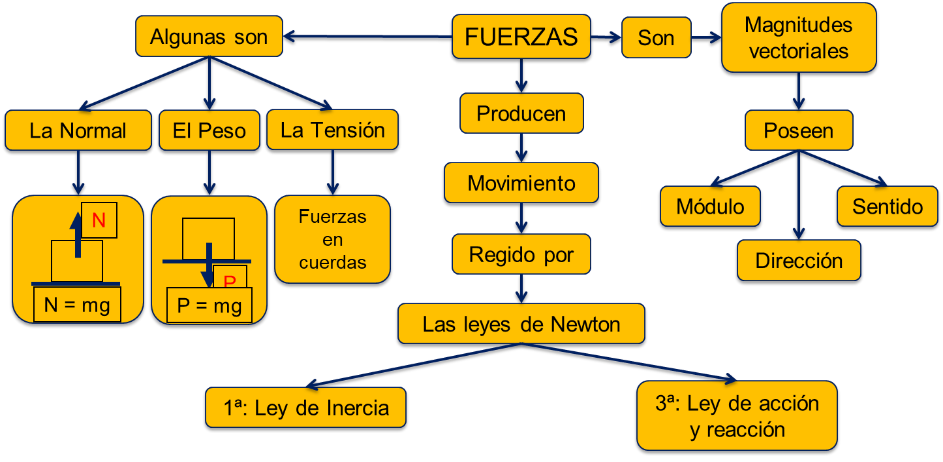 Algunas son
FUERZAS
Son
Magnitudes
vectoriales
La Normal
El Peso
La Tensión
Producen
Poseen
Movimiento
Módulo
Sentido
Dirección
N
N = mg
P
P = mg
Fuerzas
en
cuerdas
Regido por
Las leyes de Newton
1ª: Ley de Inercia
3ª: Ley de acción
y reacción